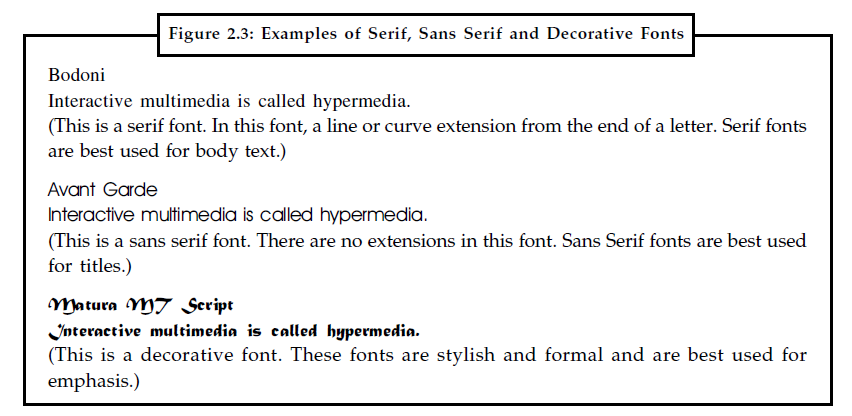 Figure 2.3: Examples of Serif, Sans Serif and Decorative Fonts
Bodoni
Interactive multimedia is called hypermedia.
(This is a serif font. In this font, a line or curve extension from the end of a letter. Serif fonts
are best used for body text.)
Avant Garde
Interactive multimedia is called hypermedia.
(This is a sans serif font. There are no extensions in this font. Sans Serif fonts are best used
for titles.)
Matura MT Script
Interactive multimedia is called hypermedia.
(This is a decorative font. These fonts are stylish and formal and are best used for
emphasis.)